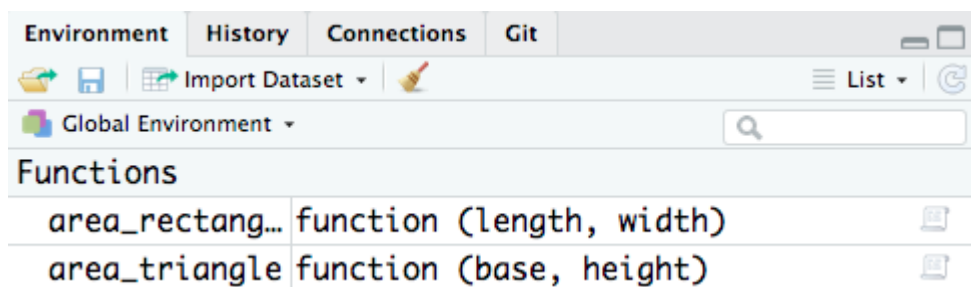 Environment History Connections Git
Import Dataset List
Global Environment
Functions
area_rectang… function (length, width)
area_triangle function (base, height)